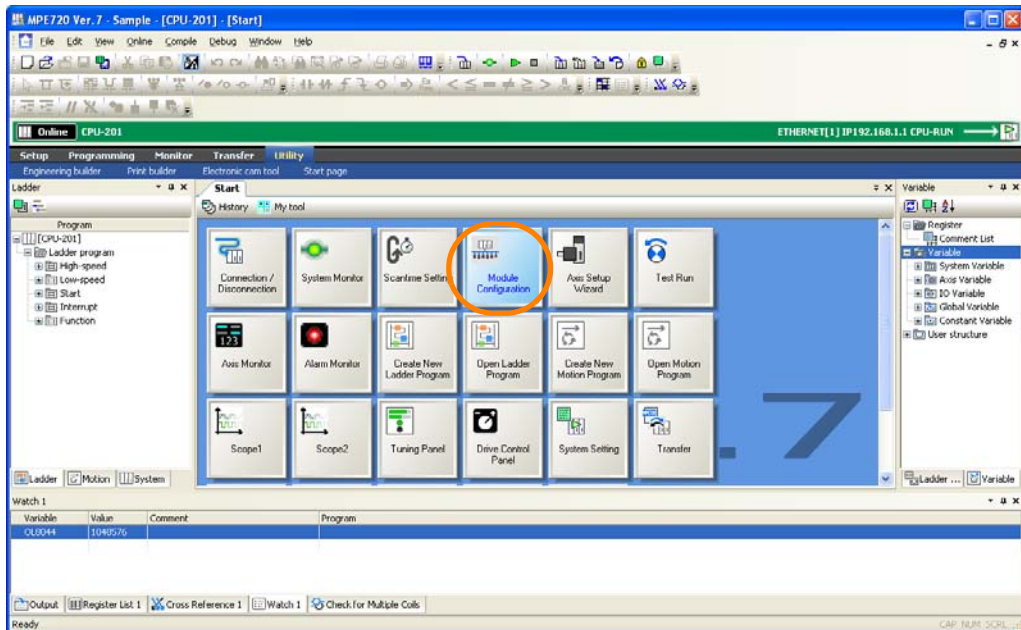 MPE720 Ver. 7 - Sample - [CPU-201] - [Start]
File Edit View Online Compile Debug Window Help
Online CPU-201
ETHERNET[1] IP192.168.1.1 CPU-RUN
Setup Programming Monitor Transfer Utility
Engineering builder Print builder Electronic cam tool Start page
Ladder
Program
[CPU-201]
Ladder program
High-speed
Low-speed
Start
Interrupt
Function
Ladder Motion System
Start
History My tool
Connection / Disconnection
System Monitor
Scantime Setting
Module Configuration
Axis Setup Wizard
Test Run
Axis Monitor
Alarm Monitor
Create New Ladder Program
Open Ladder Program
Create New Motion Program
Open Motion Program
Scope1
Scope2
Tuning Panel
Drive Control Panel
System Setting
Transfer
.7
Variable
Register
Comment List
Variable
System Variable
Axis Variable
IO Variable
Global Variable
Constant Variable
User structure
Ladder ... Variable
Watch 1
Variable Value Comment Program
OL8044 1048576
Output Register List 1 Cross Reference 1 Watch 1 Check for Multiple Coils
Ready
CAP NUM SCRL